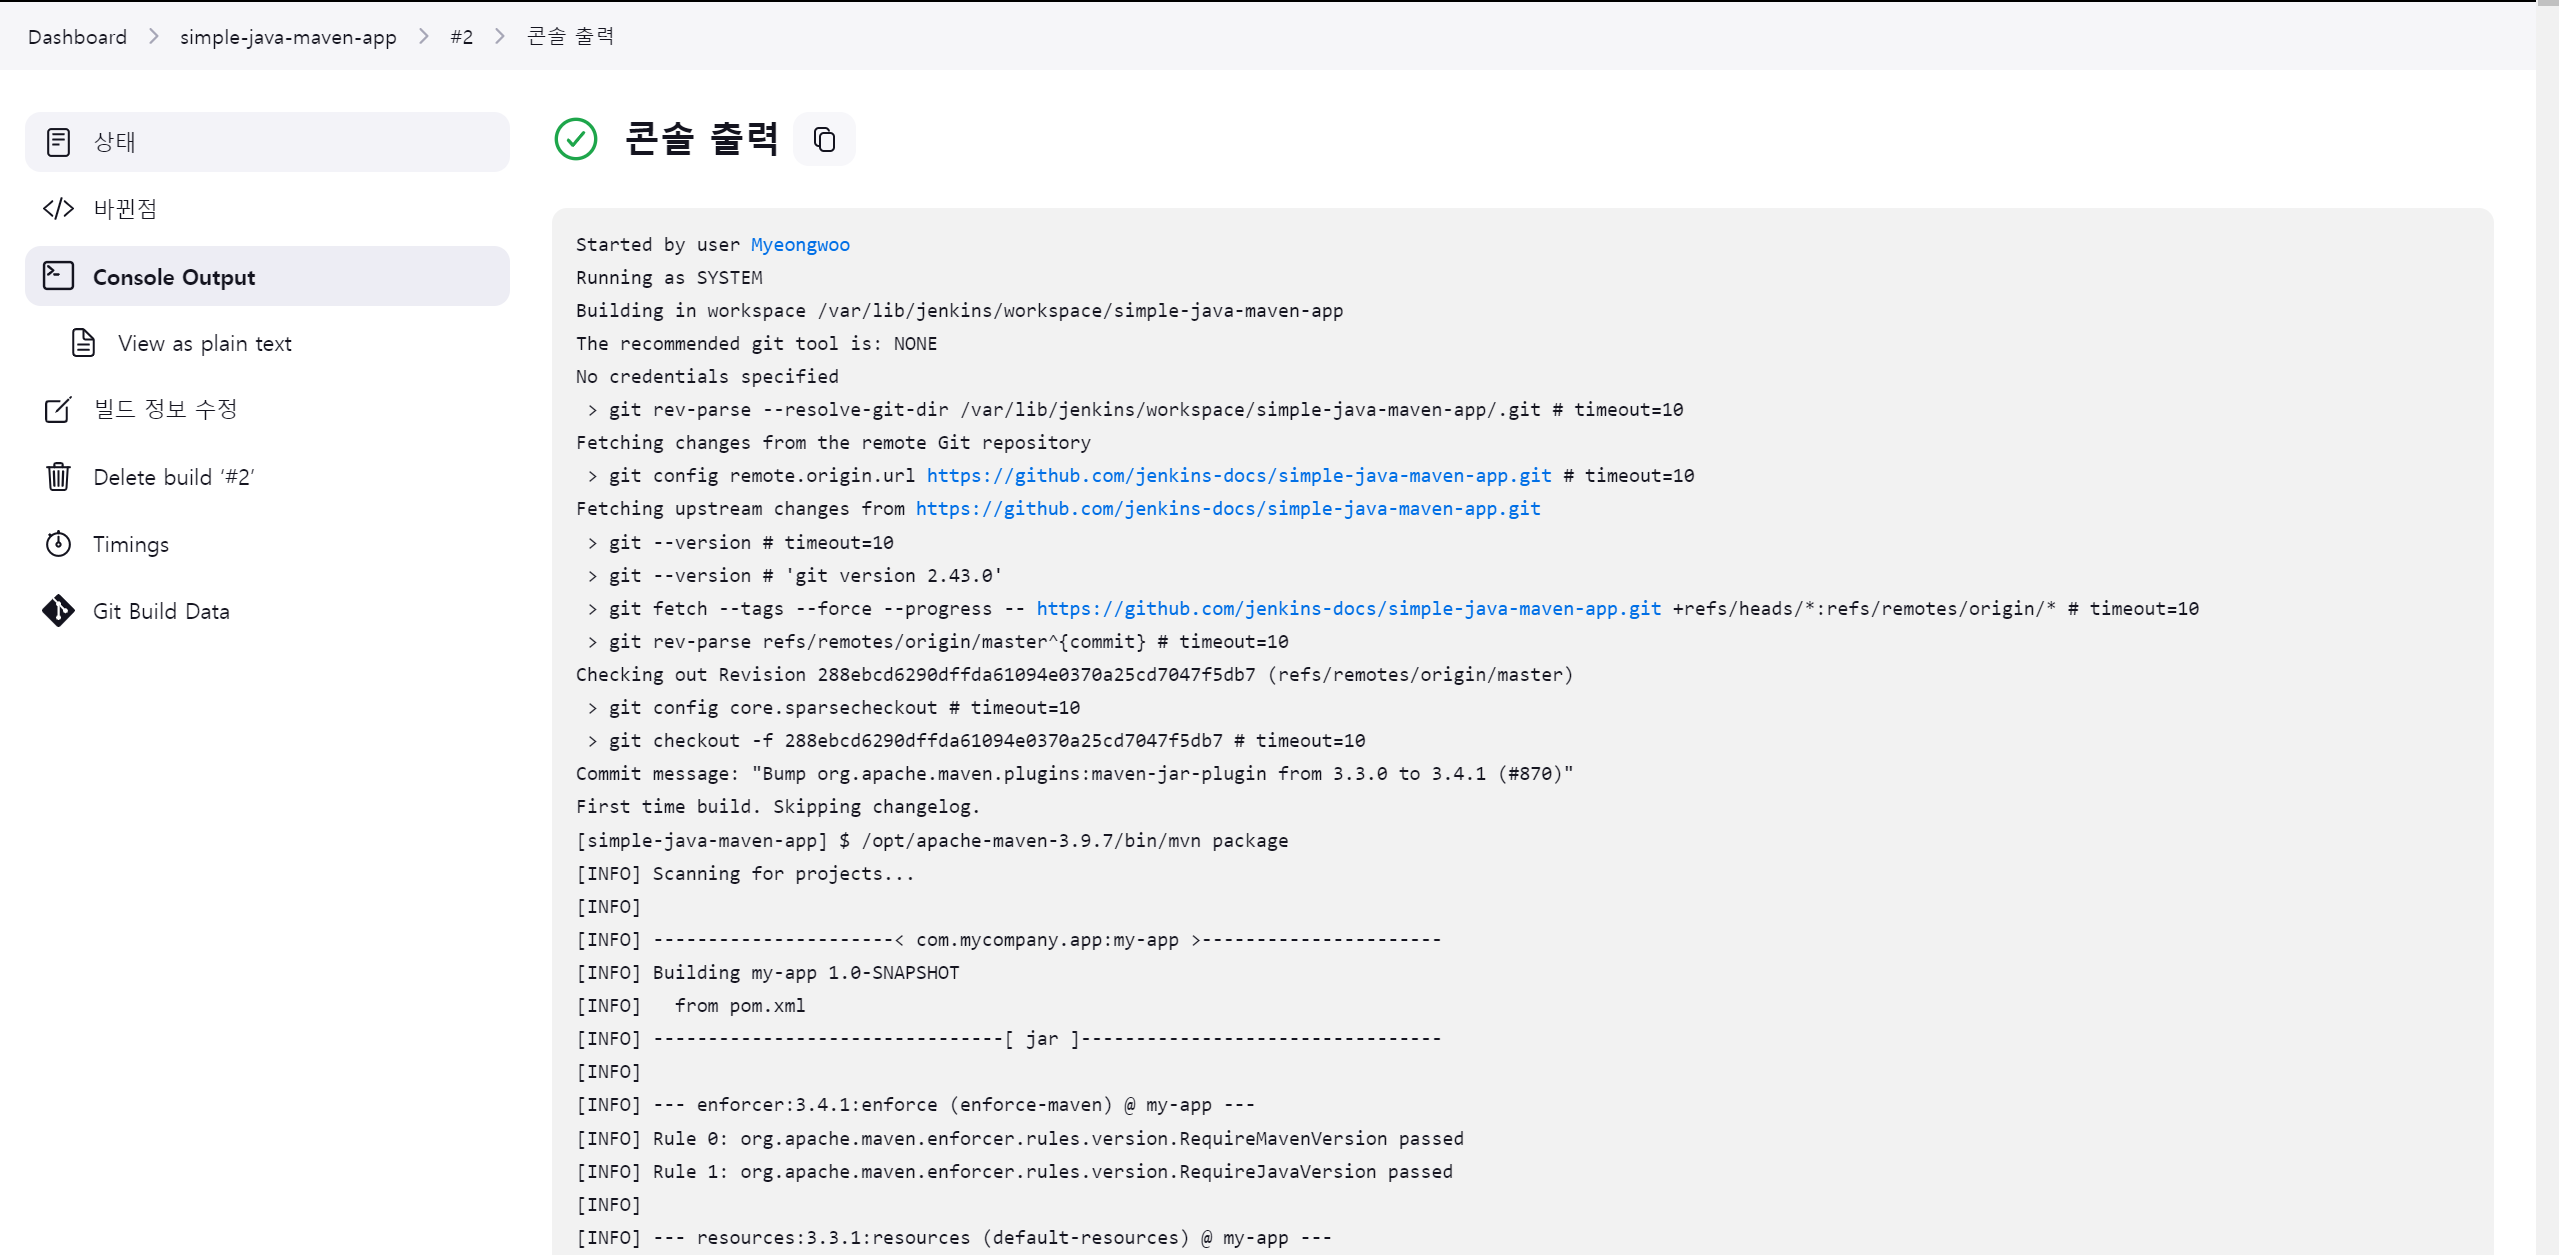 Dashboard > simple-java-maven-app > #2 > 콘솔 출력
상태
바뀐점
Console Output
View as plain text
빌드 정보 수정
Delete build ‘#2’
Timings
Git Build Data
콘솔 출력
Started by user Myeongwoo
Running as SYSTEM
Building in workspace /var/lib/jenkins/workspace/simple-java-maven-app
The recommended git tool is: NONE
No credentials specified
 > git rev-parse --resolve-git-dir /var/lib/jenkins/workspace/simple-java-maven-app/.git # timeout=10
Fetching changes from the remote Git repository
 > git config remote.origin.url https://github.com/jenkins-docs/simple-java-maven-app.git # timeout=10
Fetching upstream changes from https://github.com/jenkins-docs/simple-java-maven-app.git
 > git --version # timeout=10
 > git --version # 'git version 2.43.0'
 > git fetch --tags --force --progress -- https://github.com/jenkins-docs/simple-java-maven-app.git +refs/heads/*:refs/remotes/origin/* # timeout=10
 > git rev-parse refs/remotes/origin/master^{commit} # timeout=10
Checking out Revision 288ebcd6290dffda61094e0370a25cd7047f5db7 (refs/remotes/origin/master)
 > git config core.sparsecheckout # timeout=10
 > git checkout -f 288ebcd6290dffda61094e0370a25cd7047f5db7 # timeout=10
Commit message: "Bump org.apache.maven.plugins:maven-jar-plugin from 3.3.0 to 3.4.1 (#870)"
First time build. Skipping changelog.
[simple-java-maven-app] $ /opt/apache-maven-3.9.7/bin/mvn package
[INFO] Scanning for projects...
[INFO]
[INFO] ----------------------< com.mycompany.app:my-app >----------------------
[INFO] Building my-app 1.0-SNAPSHOT
[INFO]   from pom.xml
[INFO] --------------------------------[ jar ]---------------------------------
[INFO]
[INFO] --- enforcer:3.4.1:enforce (enforce-maven) @ my-app ---
[INFO] Rule 0: org.apache.maven.enforcer.rules.version.RequireMavenVersion passed
[INFO] Rule 1: org.apache.maven.enforcer.rules.version.RequireJavaVersion passed
[INFO]
[INFO] --- resources:3.3.1:resources (default-resources) @ my-app ---